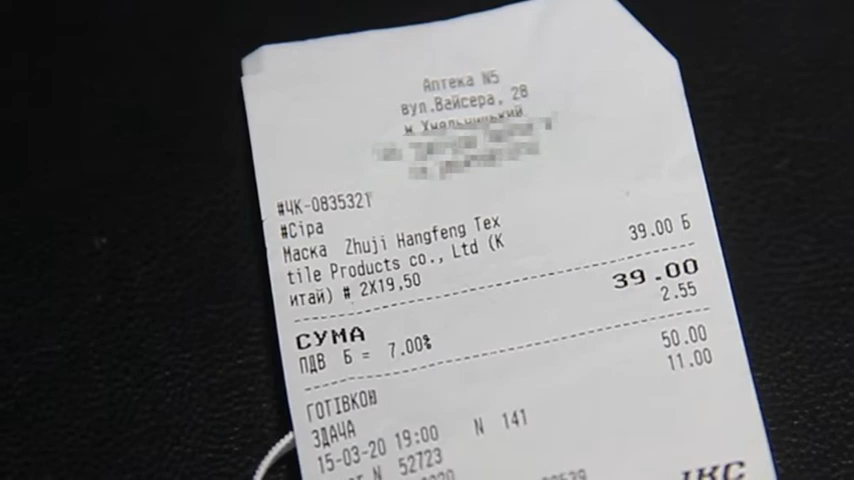 Аптека N5
вул.Вайсера, 28
м Хмельницький
#ЧК-0835321
#Сіра
Маска Zhuji Hangfeng Tex
tile Products co., Ltd (К
итай) # 2X19,50
39.00 Б
СУМА 39.00
ПДВ Б = 7.00% 2.55
ГОТІВКОЮ 50.00
ЗДАЧА 11.00
15-03-20 19:00 N 141
N 52723